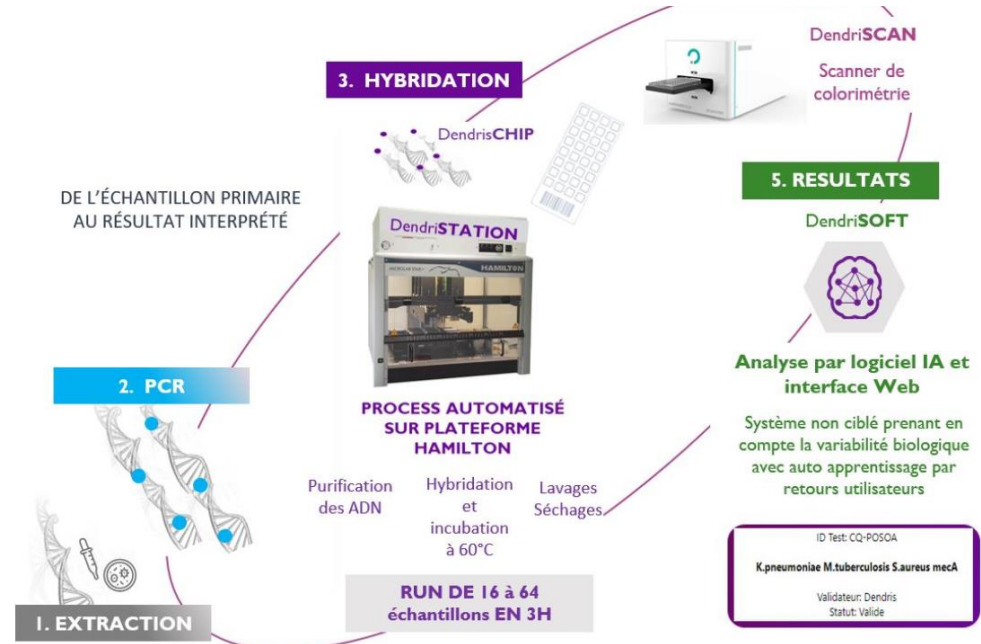 DendriSCAN
Scanner de
colorimétrie
3. HYBRIDATION
DendrisCHIP
DE L'ÉCHANTILLON PRIMAIRE
AU RÉSULTAT INTERPRÉTÉ
DendriSTATION
HAMILTON
5. RESULTATS
DendriSOFT
2. PCR
PROCESS AUTOMATISÉ
SUR PLATEFORME
HAMILTON
Analyse par logiciel IA et
interface Web
Système non ciblé prenant en
compte la variabilité biologique
avec auto apprentissage par
retours utilisateurs
Purification
des ADN
Hybridation
et
incubation
à 60°C
Lavages
Séchages
ID Test: CQ-POSOA
K.pneumoniae M.tuberculosis S.aureus mecA
Validateur: Dendris
Statut: Valide
RUN DE 16 à 64
échantillons EN 3H
1. EXTRACTION